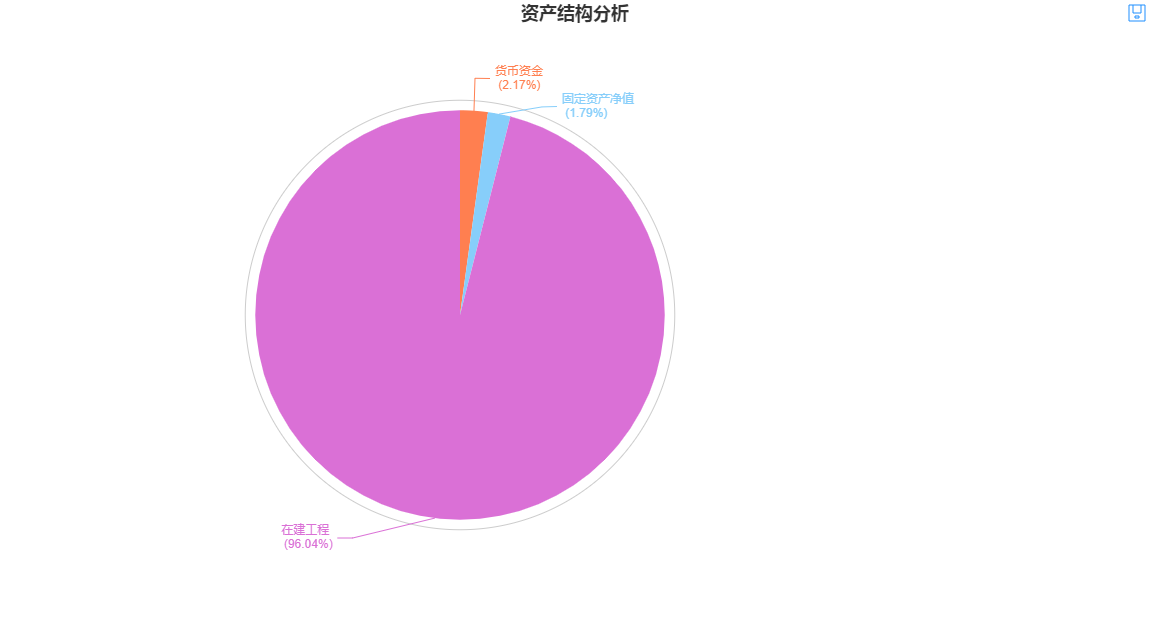 资产结构分析
货币资金
(2.17%)
固定资产净值
(1.79%)
在建工程
(96.04%)